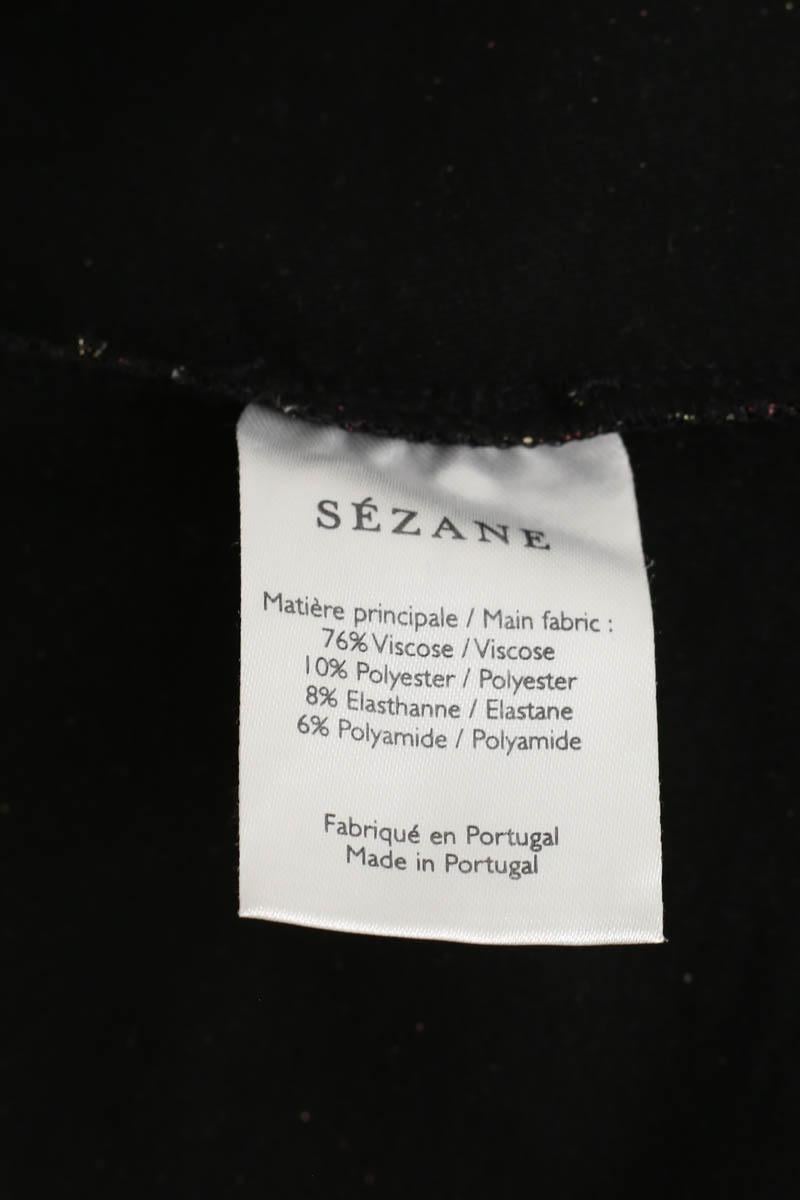 SÉZANE
Matière principale / Main fabric :
76% Viscose / Viscose
10% Polyester / Polyester
8% Elasthanne / Elastane
6% Polyamide / Polyamide
Fabriqué en Portugal
Made in Portugal